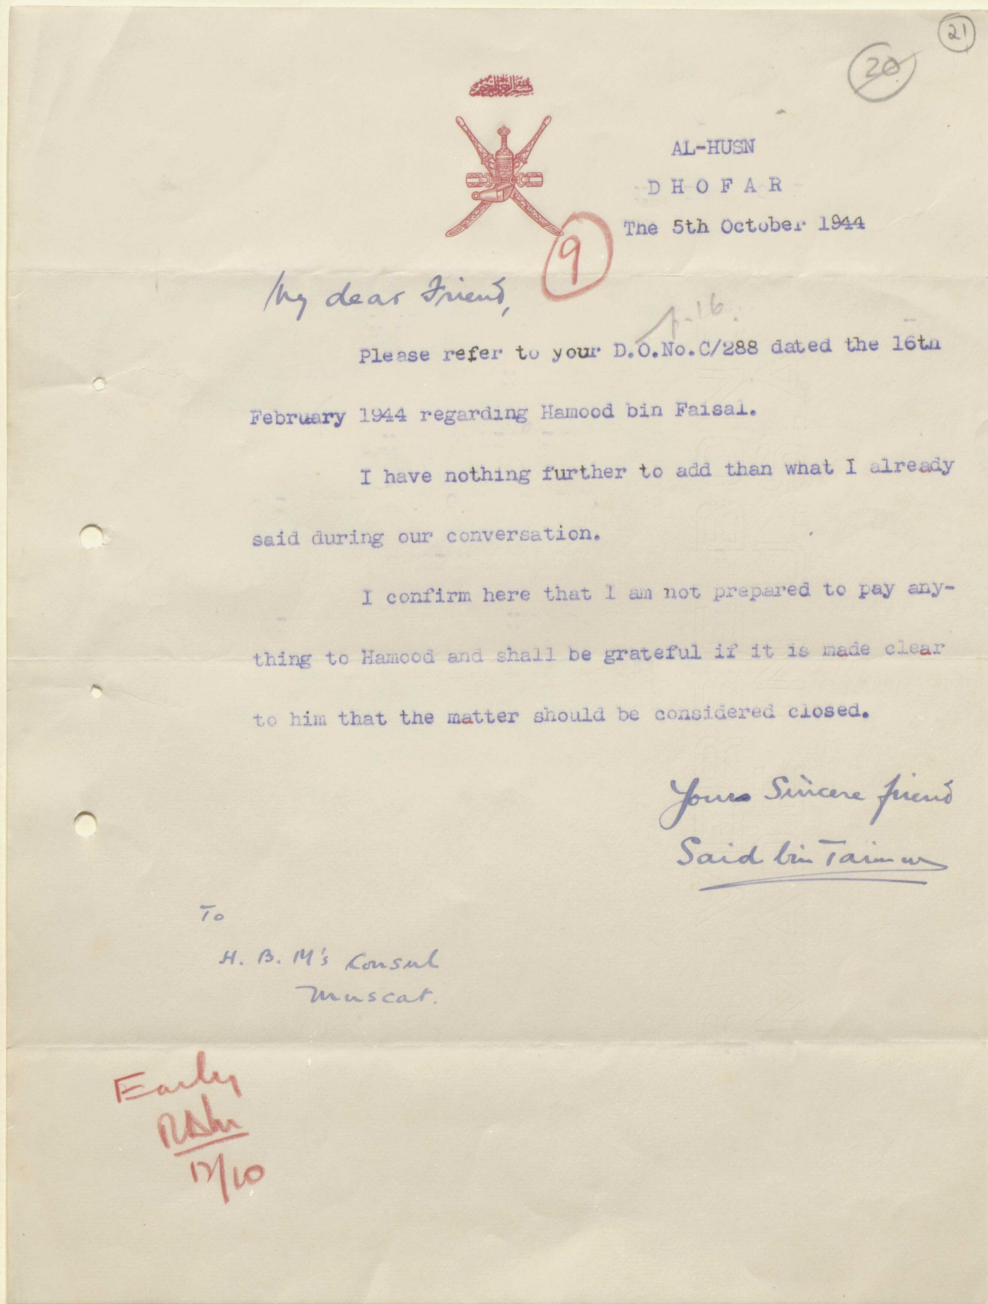 21
20
AL-HUSN
D H O F A R
The 5th October 1944
9
My dear Friend,
p.16.
Please refer to your D.O.No.C/288 dated the 16th
February 1944 regarding Hamood bin Faisal.
I have nothing further to add than what I already
said during our conversation.
I confirm here that I am not prepared to pay any-
thing to Hamood and shall be grateful if it is made clear
to him that the matter should be considered closed.
Yours Sincere friend
Said bin Taimur
To
H. B. M's Consul
Muscat.
Early
12/10